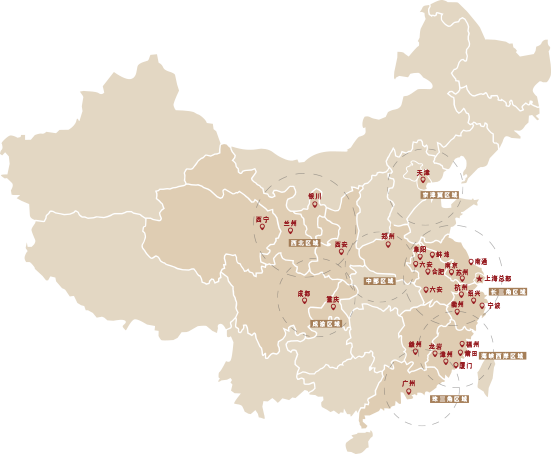 天津
京津冀区域
银川
西宁
兰州
西北区域
西安
郑州
阜阳
蚌埠
六安
合肥
南京
南通
苏州
上海总部
中部区域
六安
杭州
绍兴
长三角区域
宁波
衢州
成都
重庆
成渝区域
赣州
龙岩
漳州
福州
莆田
厦门
海峡西岸区域
广州
珠三角区域